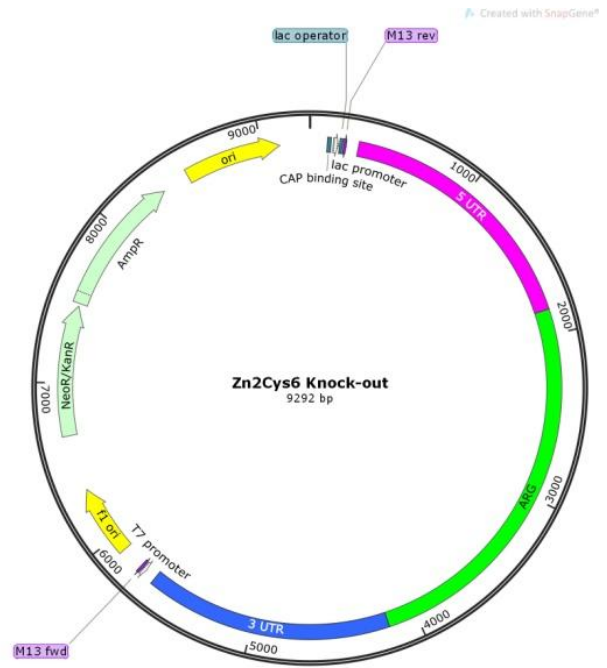 Created with SnapGene®
lac operator
M13 rev
9000
ori
lac promoter
CAP binding site
1000
5 UTR
8000
AmpR
2000
Zn2Cys6 Knock-out
9292 bp
NeoR/KanR
7000
3000
ARG
f1 ori
T7 promoter
6000
3 UTR
4000
5000
M13 fwd